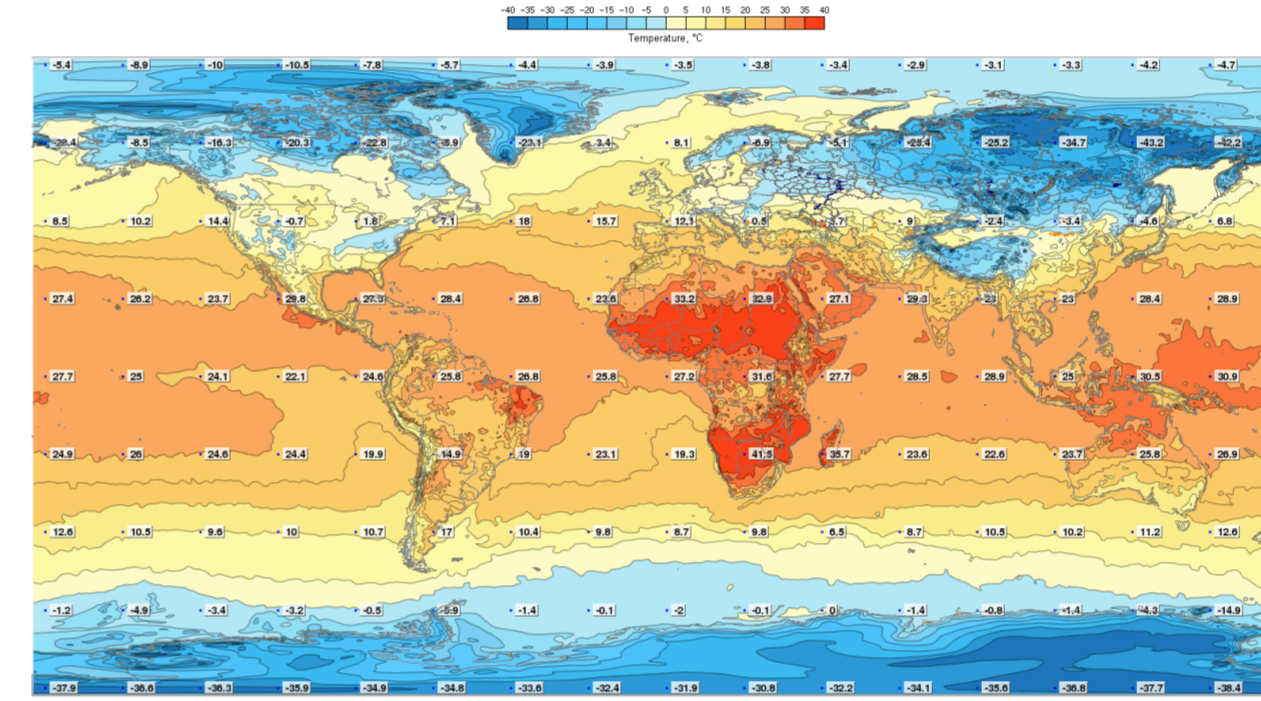 -40 -35 -30 -25 -20 -15 -10 -5 0 5 10 15 20 25 30 35 40
Temperature, °C
-5.4 -8.9 -10 -10.5 -7.8 -5.7 -4.4 -3.9 -3.5 -3.8 -3.4 -2.9 -3.1 -3.3 -4.2 -4.7
-8.5 -16.3 -20.3 -22.8 -23.1 3.4 8.1 -6.9 -5.1 -25.2 -34.7 -43.2
8.5 10.2 14.4 -0.7 1.8 7.1 18 15.7 12.1 0.5 9 -2.4 -3.4 -4.6 6.8
27.4 26.2 23.7 29.8 27.3 28.4 26.8 23.6 33.2 32.9 27.1 29.3 23 23 28.4 28.9
27.7 25 24.1 22.1 24.6 25.8 26.8 25.8 27.2 31.6 27.7 28.5 28.9 25 30.5 30.9
24.9 26 24.6 24.4 19.9 14.9 19 23.1 19.3 41.5 35.7 23.6 22.6 23.7 25.8 26.9
12.6 10.5 9.6 10 10.7 17 10.4 9.8 8.7 9.8 6.5 8.7 10.5 10.2 11.2 12.6
-1.2 -4.9 -3.4 -3.2 -0.5 -1.4 -0.1 -2 -0.1 0 -1.4 -0.8 -1.4 -4.3 -14.9
-37.9 -36.6 -36.3 -35.9 -34.9 -34.8 -33.6 -32.4 -31.9 -30.8 -32.2 -34.1 -35.6 -36.8 -37.7 -38.4